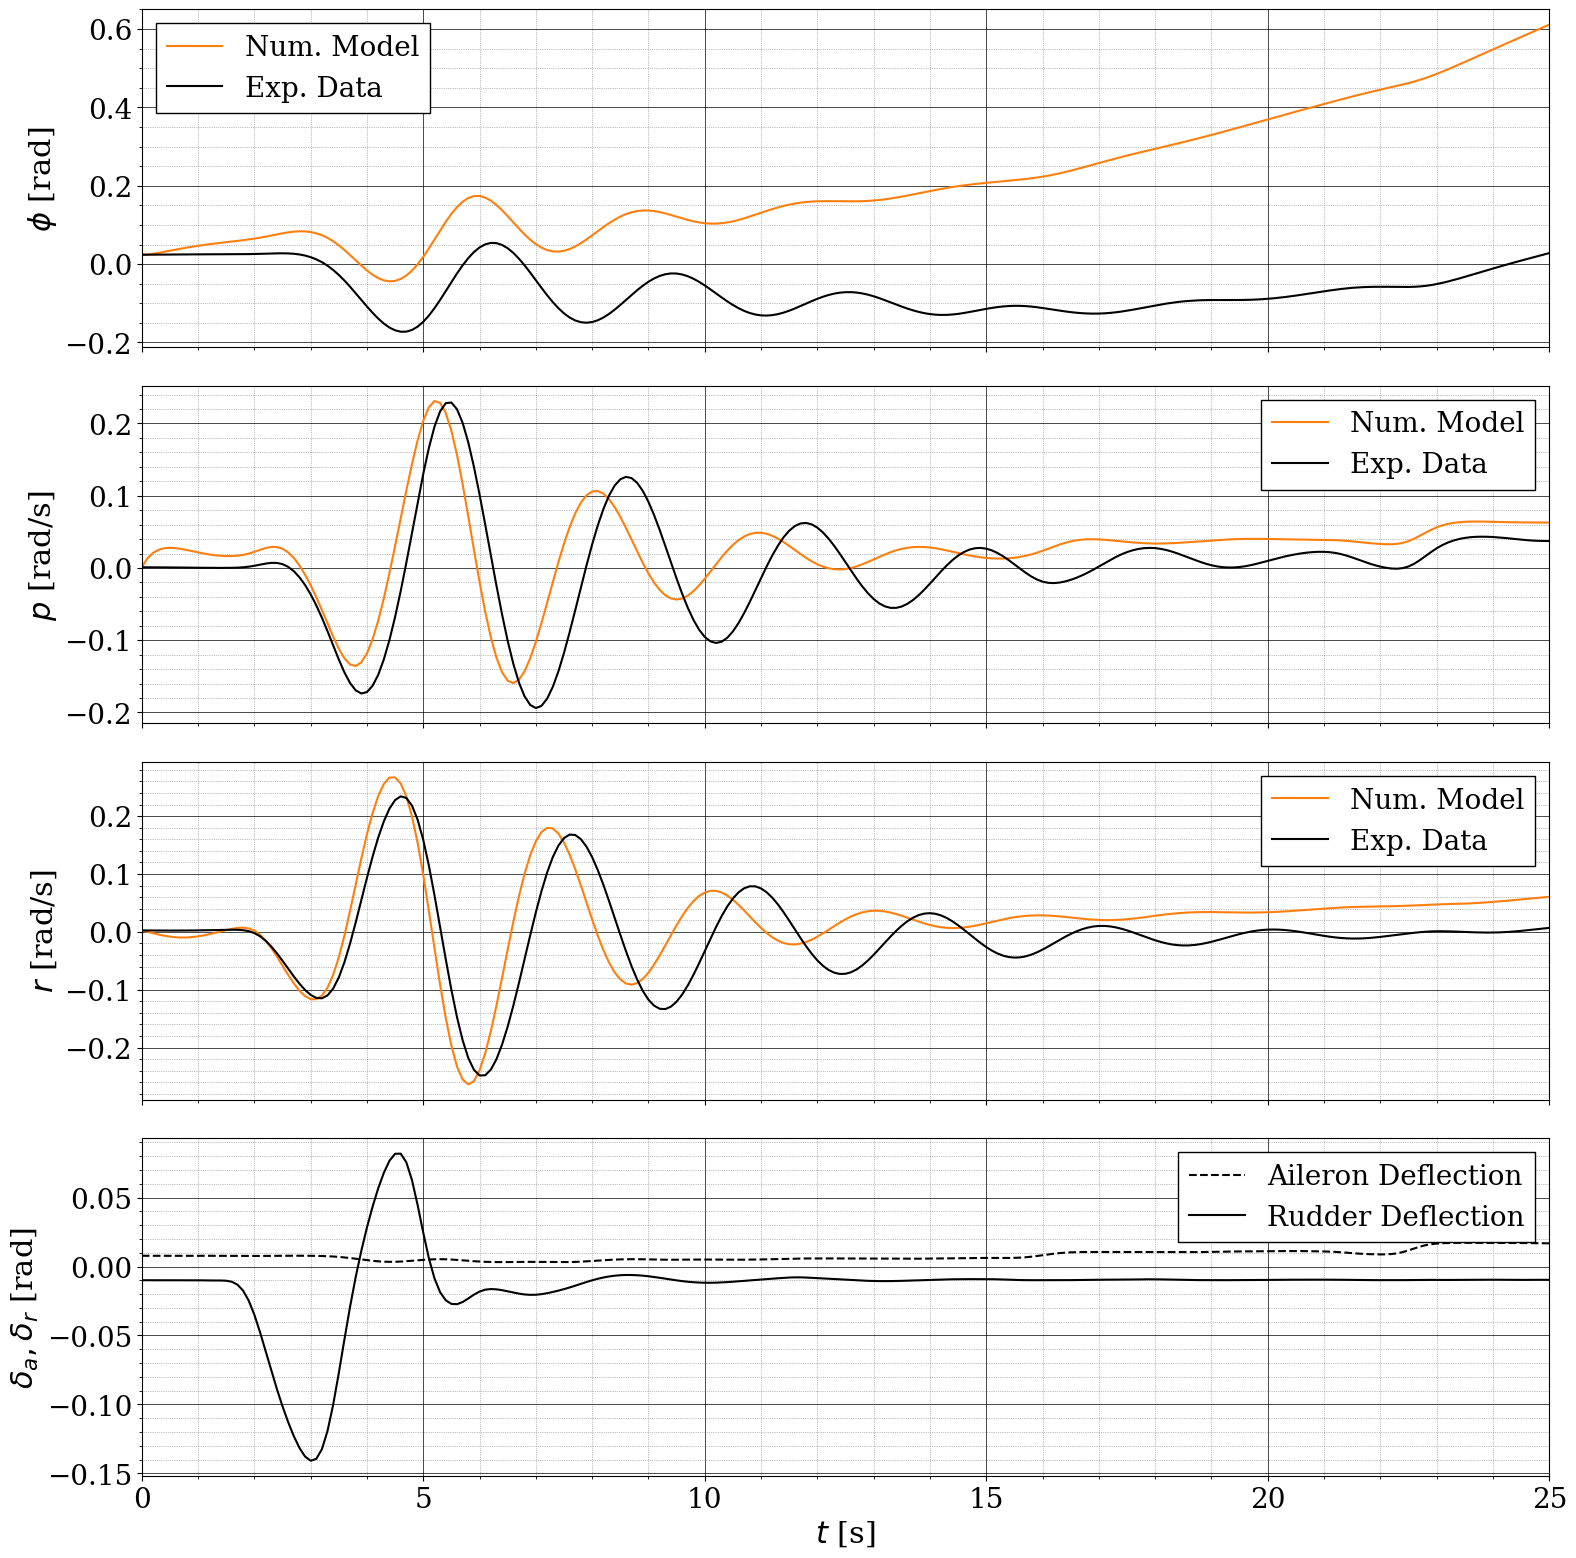 0.6
0.4
0.2
0.0
−0.2
ϕ [rad]
Num. Model
Exp. Data
0.2
0.1
0.0
−0.1
−0.2
p [rad/s]
Num. Model
Exp. Data
0.2
0.1
0.0
−0.1
−0.2
r [rad/s]
Num. Model
Exp. Data
0.05
0.00
−0.05
−0.10
−0.15
δa, δr [rad]
Aileron Deflection
Rudder Deflection
0 5 10 15 20 25
t [s]